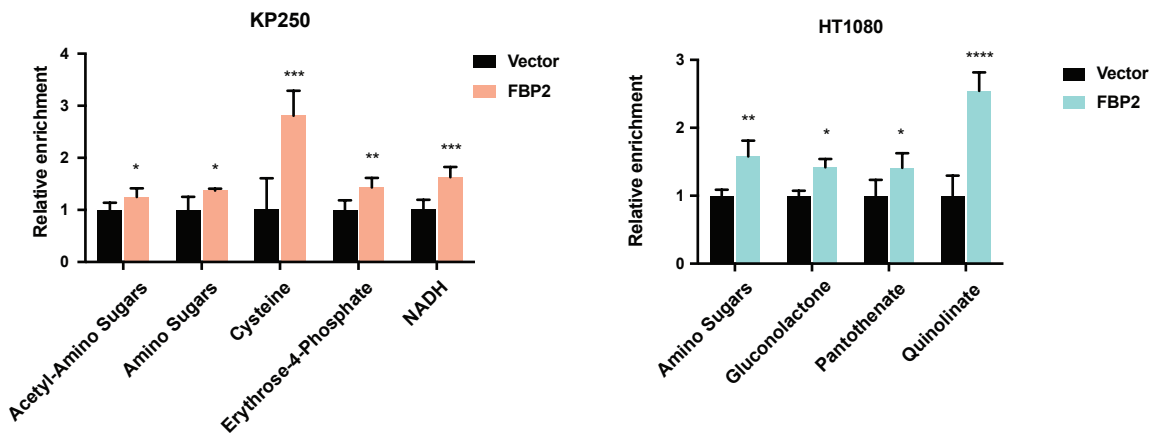 KP250
Relative enrichment
4
3
2
1
0
*
*
***
**
***
Vector
FBP2
Acetyl-Amino Sugars
Amino Sugars
Cysteine
Erythrose-4-Phosphate
NADH
HT1080
Relative enrichment
3
2
1
0
**
*
*
****
Vector
FBP2
Amino Sugars
Gluconolactone
Pantothenate
Quinolinate